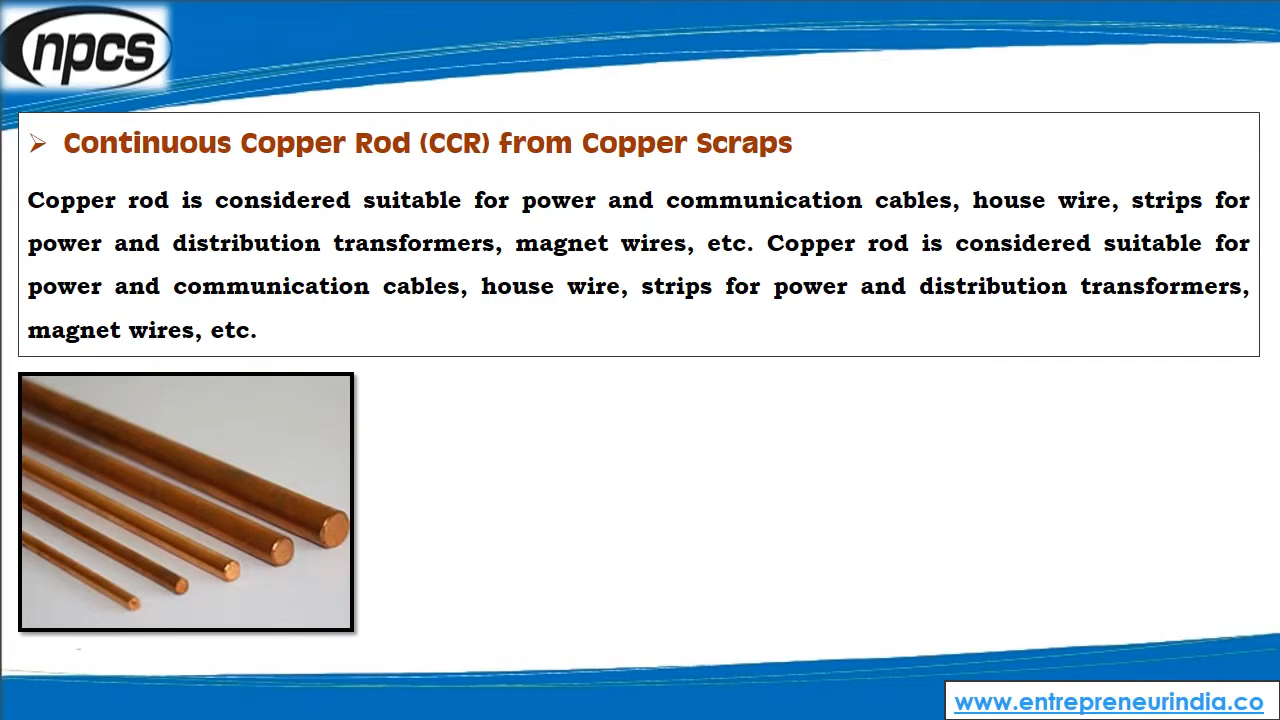 npcs
➢ Continuous Copper Rod (CCR) from Copper Scraps
Copper rod is considered suitable for power and communication cables, house wire, strips for
power and distribution transformers, magnet wires, etc. Copper rod is considered suitable for
power and communication cables, house wire, strips for power and distribution transformers,
magnet wires, etc.
www.entrepreneurindia.co